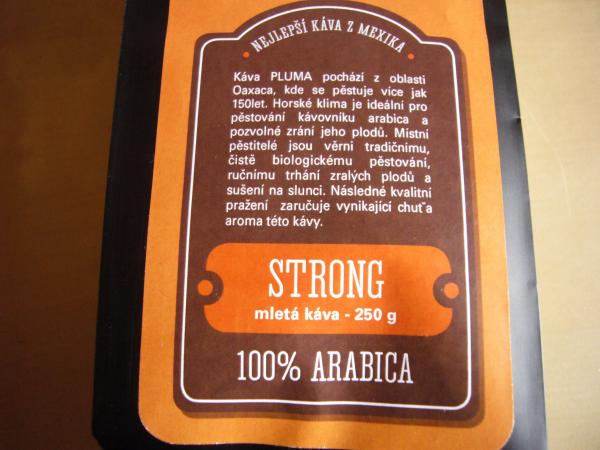 NEJLEPŠÍ KÁVA Z MEXIKA
Káva PLUMA pochází z oblasti
Oaxaca, kde se pěstuje více jak
150let. Horské klima je ideální pro
pěstování kávovníku arabica a
pozvolné zrání jeho plodů. Místní
pěstitelé jsou věrni tradičnímu,
čistě biologickému pěstování,
ručnímu trhání zralých plodů a
sušení na slunci. Následné kvalitní
pražení zaručuje vynikající chuť a
aroma této kávy.
STRONG
mletá káva - 250 g
100% ARABICA